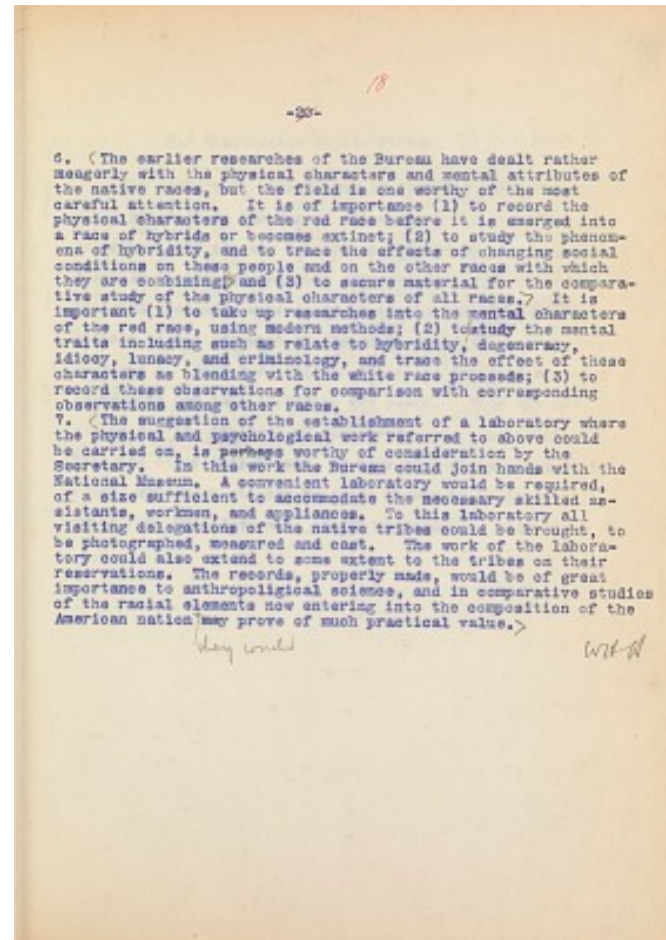 18
-23-
6. (The earlier researches of the Bureau have dealt rather
meagerly with the physical characters and mental attributes of
the native races, but the field is one worthy of the most
careful attention. It is of importance (1) to record the
physical characters of the red race before it is emerged into
a race of hybrids or becomes extinct; (2) to study the phenom-
ena of hybridity, and to trace the effects of changing social
conditions on these people and on the other races with which
they are combining; and (3) to secure material for the compara-
tive study of the physical characters of all races.) It is
important (1) to take up researches into the mental characters
of the red race, using modern methods; (2) to study the mental
traits including such as relate to hybridity, degeneracy,
idiocy, lunacy, and criminology, and trace the effect of these
characters as blending with the white race proceeds; (3) to
record these observations for comparison with corresponding
observations among other races.
7. (The suggestion of the establishment of a laboratory where
the physical and psychological work referred to above could
be carried on, is perhaps worthy of consideration by the
Secretary. In this work the Bureau could join hands with the
National Museum. A convenient laboratory would be required,
of a size sufficient to accommodate the necessary skilled as-
sistants, workmen, and appliances. To this laboratory all
visiting delegations of the native tribes could be brought, to
be photographed, measured and cast. The work of the labora-
tory could also extend to some extent to the tribes on their
reservations. The records, properly made, would be of great
importance to anthropoligical science, and in comparative studies
of the racial elements now entering into the composition of the
American nation may prove of much practical value.)
they would
WHH